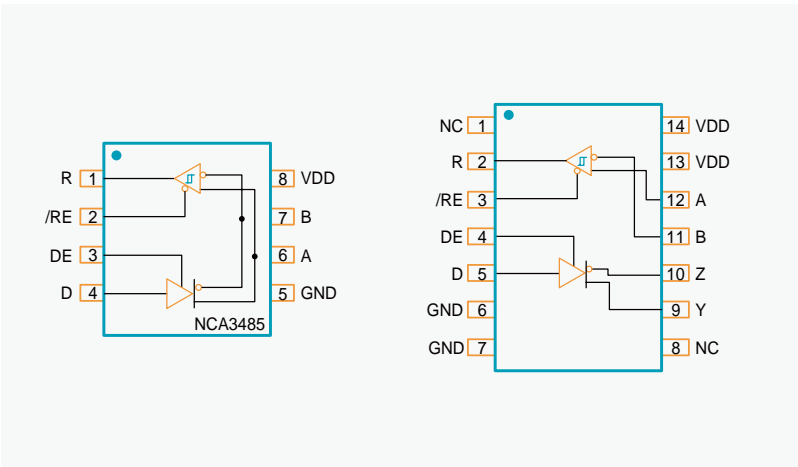 R 1
/RE 2
DE 3
D 4
8 VDD
7 B
6 A
5 GND
NCA3485
NC 1
R 2
/RE 3
DE 4
D 5
GND 6
GND 7
14 VDD
13 VDD
12 A
11 B
10 Z
9 Y
8 NC